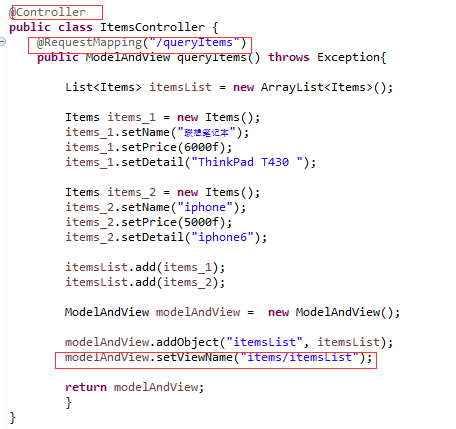 @Controller
public class ItemsController {
@RequestMapping("/queryItems")
public ModelAndView queryItems() throws Exception{
List<Items> itemsList = new ArrayList<Items>();
Items items_1 = new Items();
items_1.setName("联想笔记本");
items_1.setPrice(6000f);
items_1.setDetail("ThinkPad T430 ");
Items items_2 = new Items();
items_2.setName("iphone");
items_2.setPrice(5000f);
items_2.setDetail("iphone6");
itemsList.add(items_1);
itemsList.add(items_2);
ModelAndView modelAndView =  new ModelAndView();
modelAndView.addObject("itemsList", itemsList);
modelAndView.setViewName("items/itemsList");
return modelAndView;
}
}